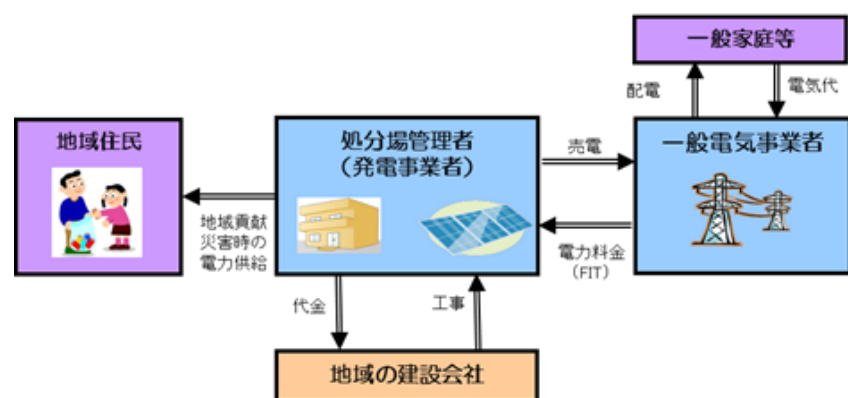 一般家庭等
配電
電気代
地域住民
処分場管理者
（発電事業者）
売電
一般電気事業者
地域貢献
災害時の
電力供給
電力料金
（FIT）
代金
工事
地域の建設会社